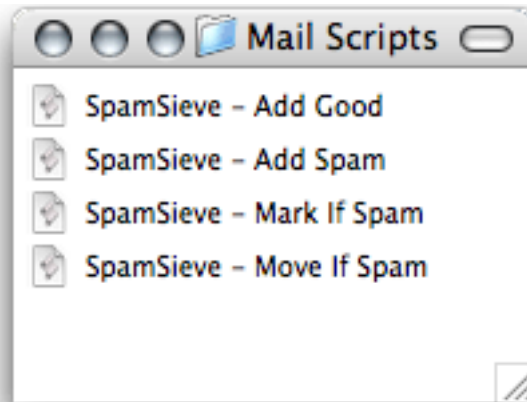 Mail Scripts
SpamSieve – Add Good
SpamSieve – Add Spam
SpamSieve – Mark If Spam
SpamSieve – Move If Spam